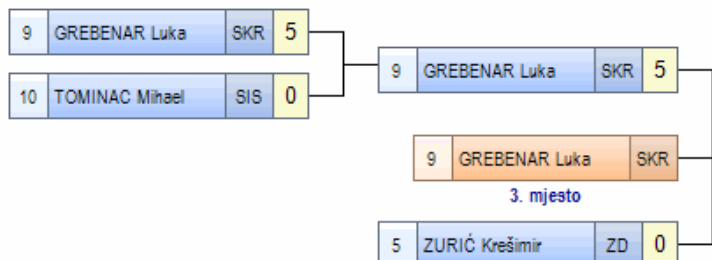 9 GREBENAR Luka SKR 5
10 TOMINAC Mihael SIS 0
9 GREBENAR Luka SKR 5
9 GREBENAR Luka SKR
3. mjesto
5 ZURIĆ Krešimir ZD 0